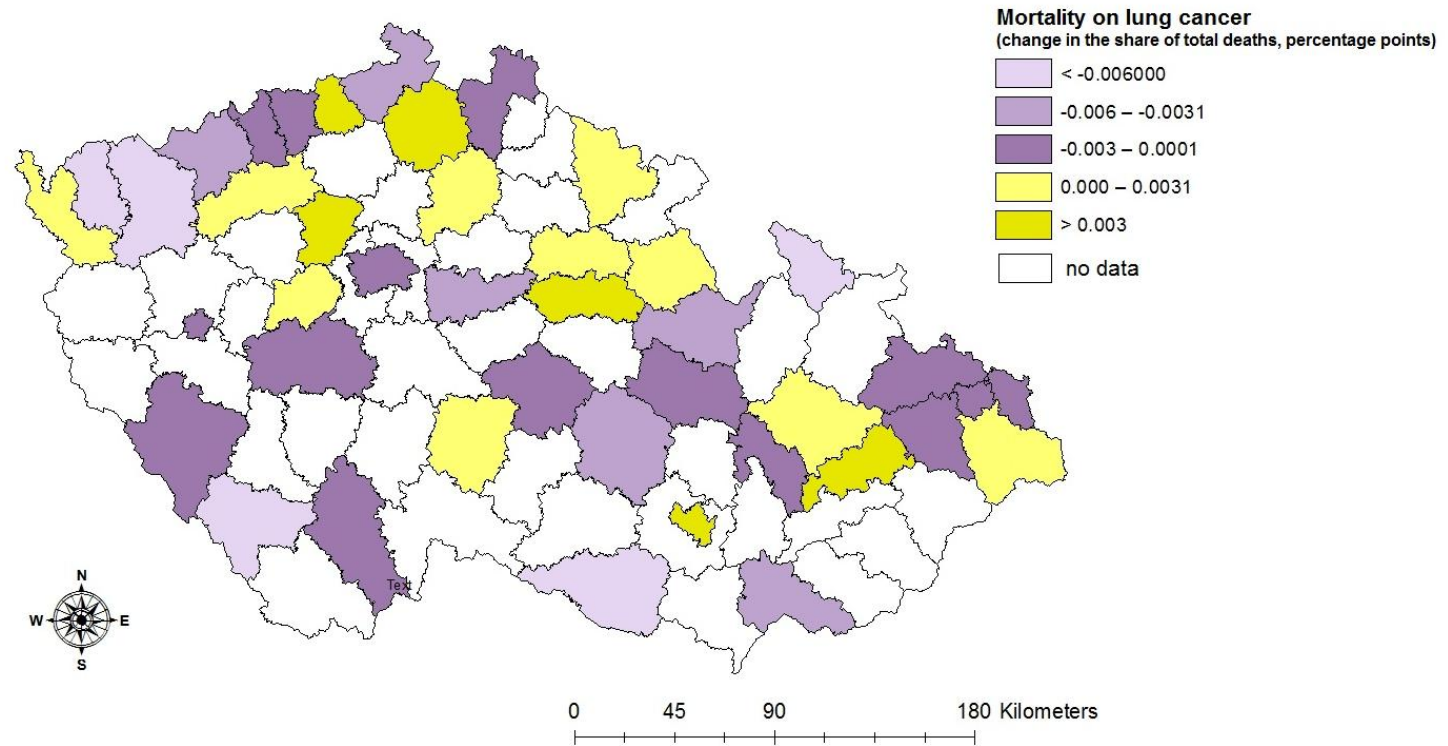 Mortality on lung cancer
(change in the share of total deaths, percentage points)
< -0.006000
-0.006 – -0.0031
-0.003 – 0.0001
0.000 – 0.0031
> 0.003
no data
Text
N
W E
S
0 45 90 180 Kilometers